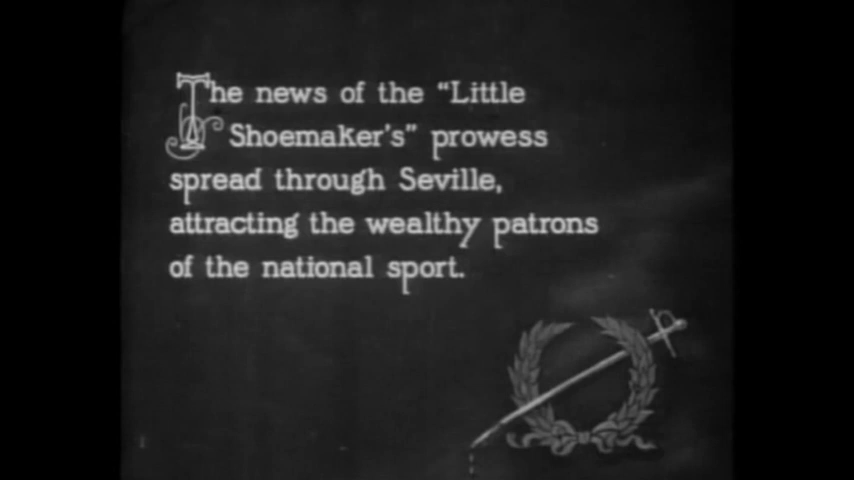 The news of the “Little
Shoemaker's” prowess
spread through Seville,
attracting the wealthy patrons
of the national sport.